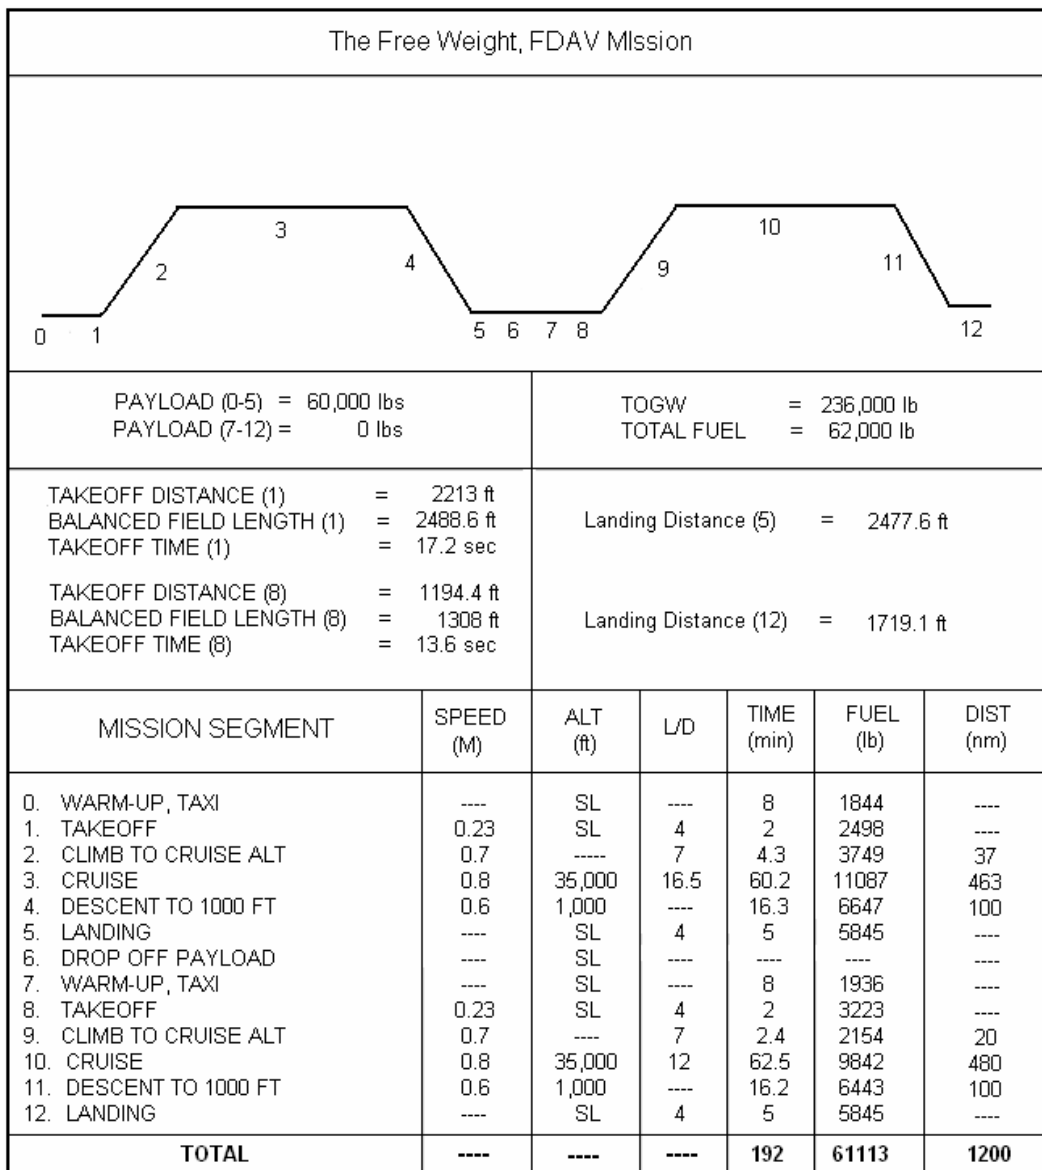 The Free Weight, FDAV MIssion
3
10
2
4
9
11
0
1
5 6 7 8
12
PAYLOAD (0-5) = 60,000 lbs
PAYLOAD (7-12) = 0 lbs
TOGW = 236,000 lb
TOTAL FUEL = 62,000 lb
TAKEOFF DISTANCE (1) = 2213 ft
BALANCED FIELD LENGTH (1) = 2488.6 ft
TAKEOFF TIME (1) = 17.2 sec
TAKEOFF DISTANCE (8) = 1194.4 ft
BALANCED FIELD LENGTH (8) = 1308 ft
TAKEOFF TIME (8) = 13.6 sec
Landing Distance (5) = 2477.6 ft
Landing Distance (12) = 1719.1 ft
MISSION SEGMENT SPEED (M) ALT (ft) L/D TIME (min) FUEL (lb) DIST (nm)
0. WARM-UP, TAXI ---- SL ---- 8 1844 ----
1. TAKEOFF 0.23 SL 4 2 2498 ----
2. CLIMB TO CRUISE ALT 0.7 ----- 7 4.3 3749 37
3. CRUISE 0.8 35,000 16.5 60.2 11087 463
4. DESCENT TO 1000 FT 0.6 1,000 ---- 16.3 6647 100
5. LANDING ---- SL 4 5 5845 ----
6. DROP OFF PAYLOAD ---- SL ---- ---- ---- ----
7. WARM-UP, TAXI ---- SL ---- 8 1936 ----
8. TAKEOFF 0.23 SL 4 2 3223 ----
9. CLIMB TO CRUISE ALT 0.7 ---- 7 2.4 2154 20
10. CRUISE 0.8 35,000 12 62.5 9842 480
11. DESCENT TO 1000 FT 0.6 1,000 ---- 16.2 6443 100
12. LANDING ---- SL 4 5 5845 ----
TOTAL ---- ---- ---- 192 61113 1200